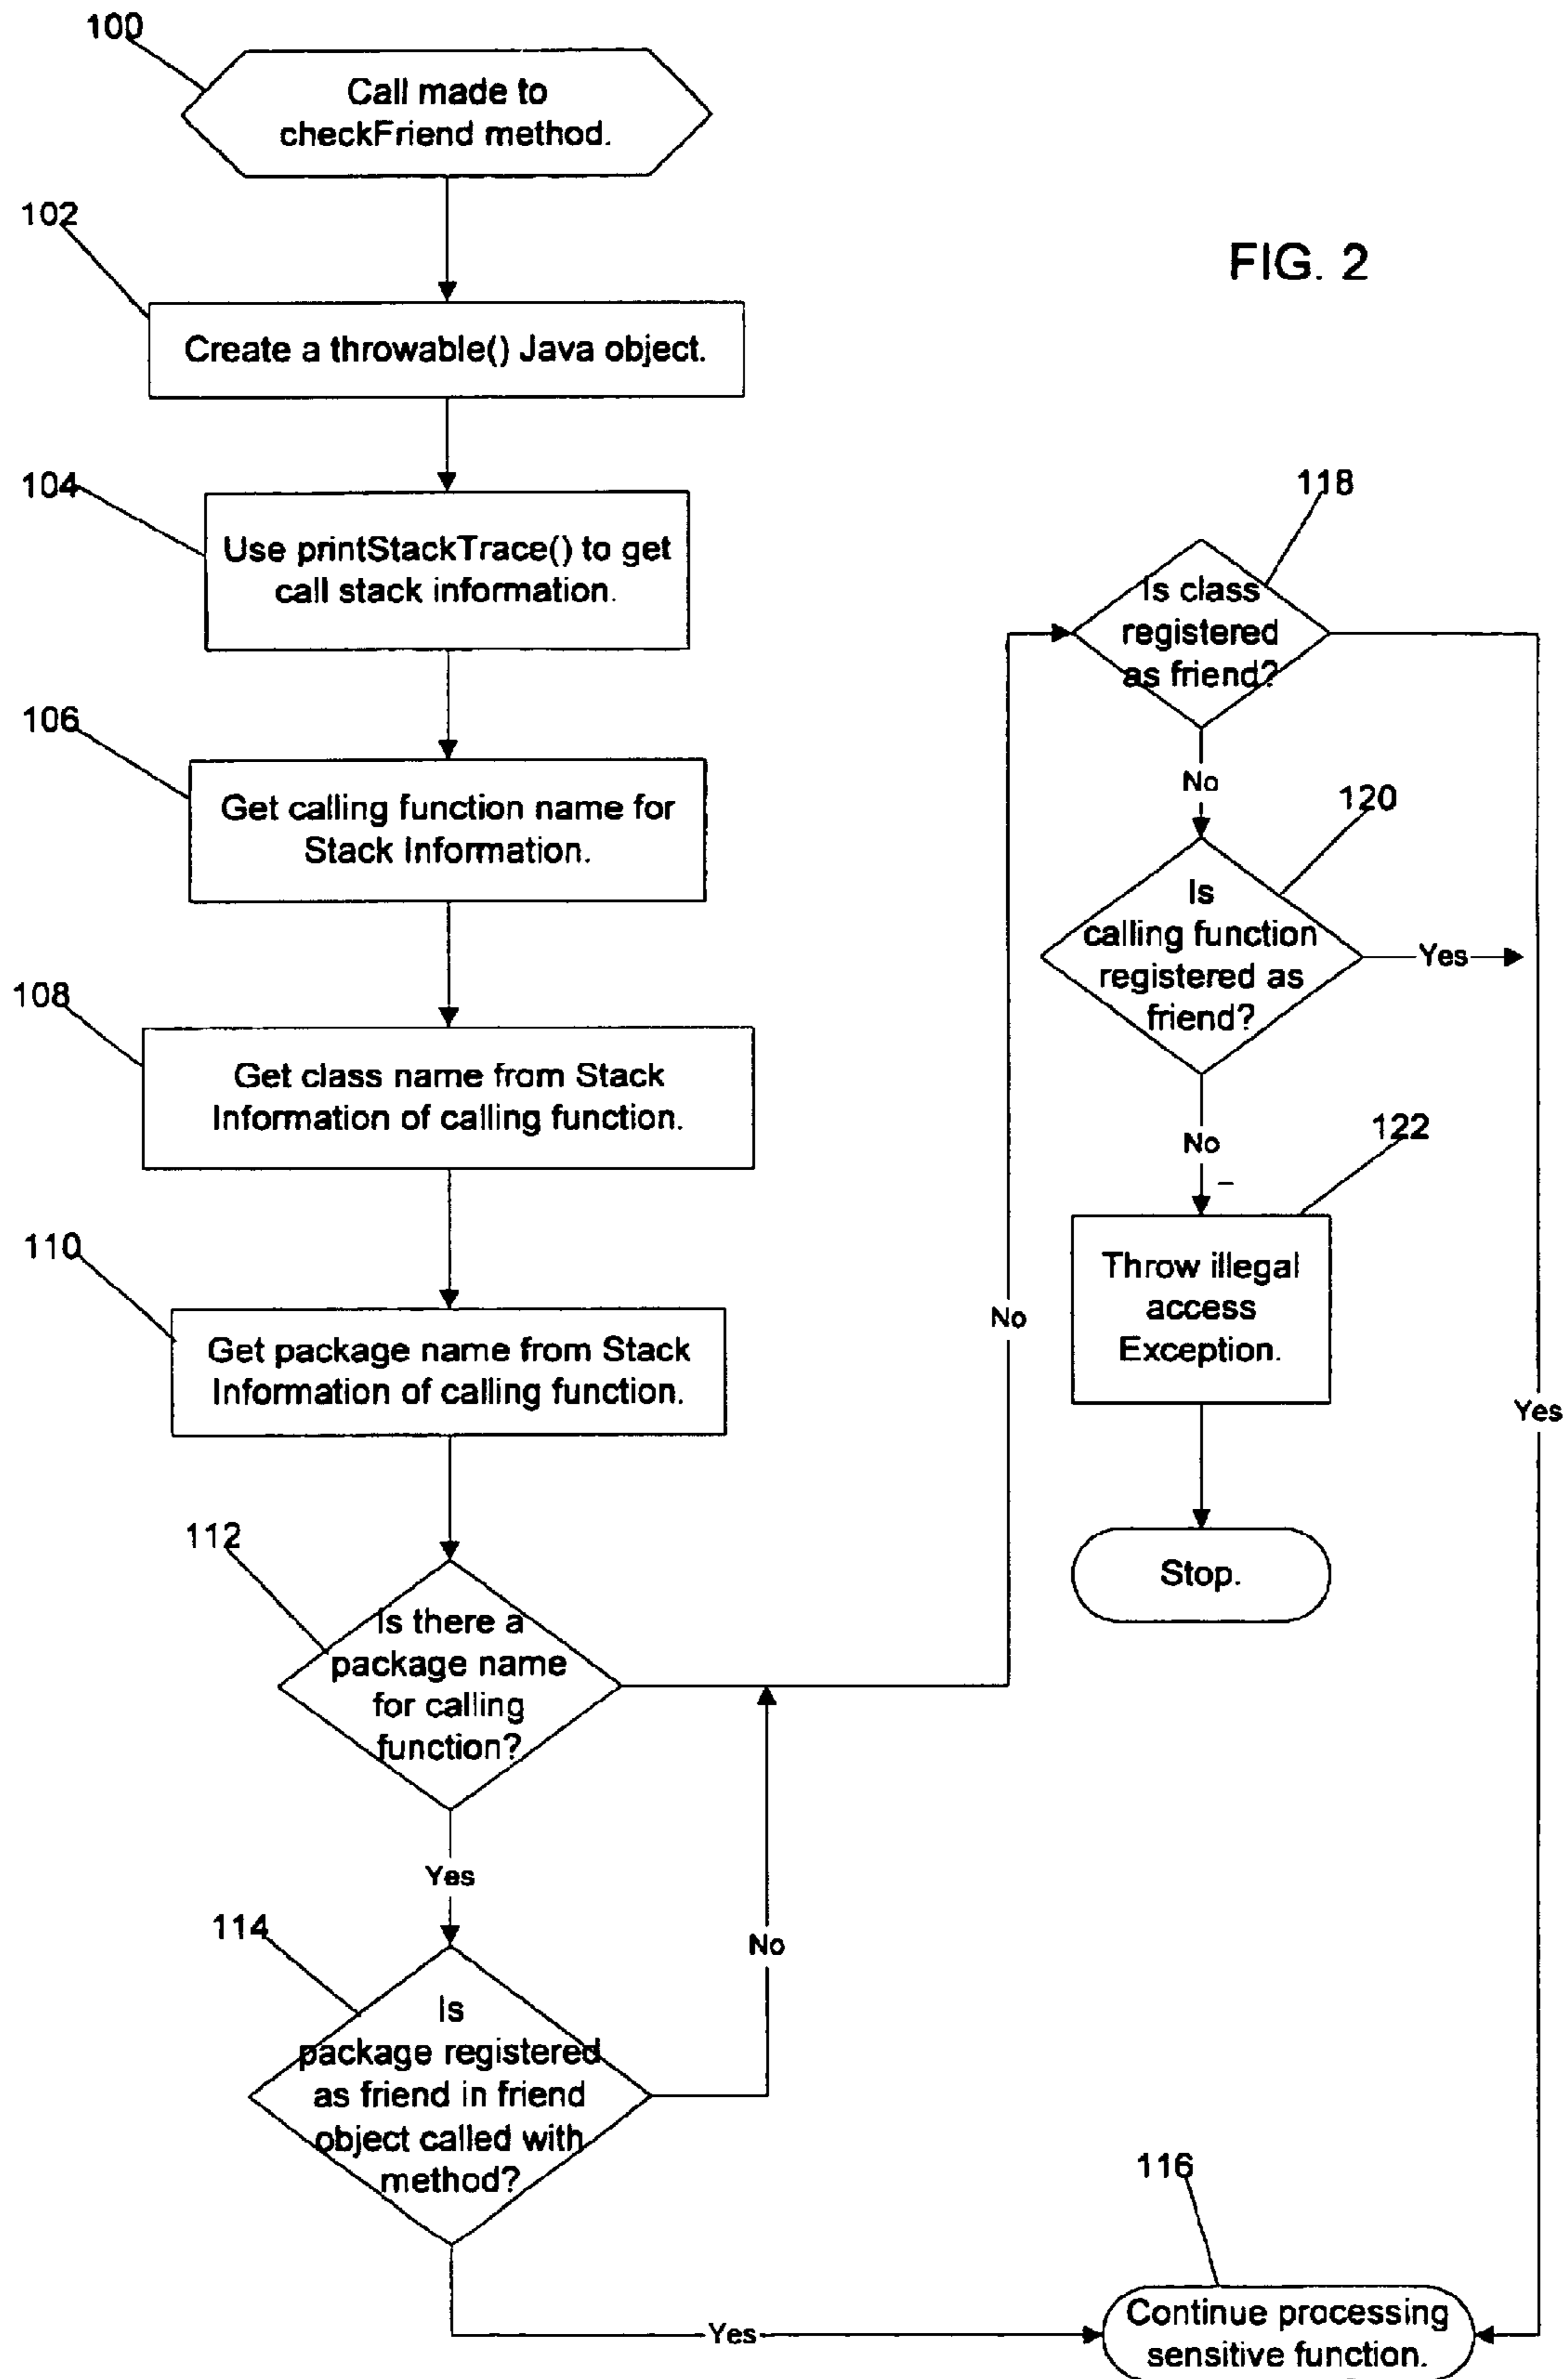 100
Call made to
checkFriend method.
102
FIG. 2
Create a throwable() Java object.
104
Use printStackTrace() to get
call stack information.
106
Get calling function name for
Stack Information.
108
Get class name from Stack
Information of calling function.
110
Get package name from Stack
Information of calling function.
112
Is there a
package name
for calling
function?
Yes
114
Is
package registered
as friend in friend
object called with
method?
No
Yes
No
118
Is class
registered
as friend?
No
120
Is
calling function
registered as
friend?
Yes
No
122
Throw illegal
access
Exception.
Stop.
Yes
116
Continue processing
sensitive function.